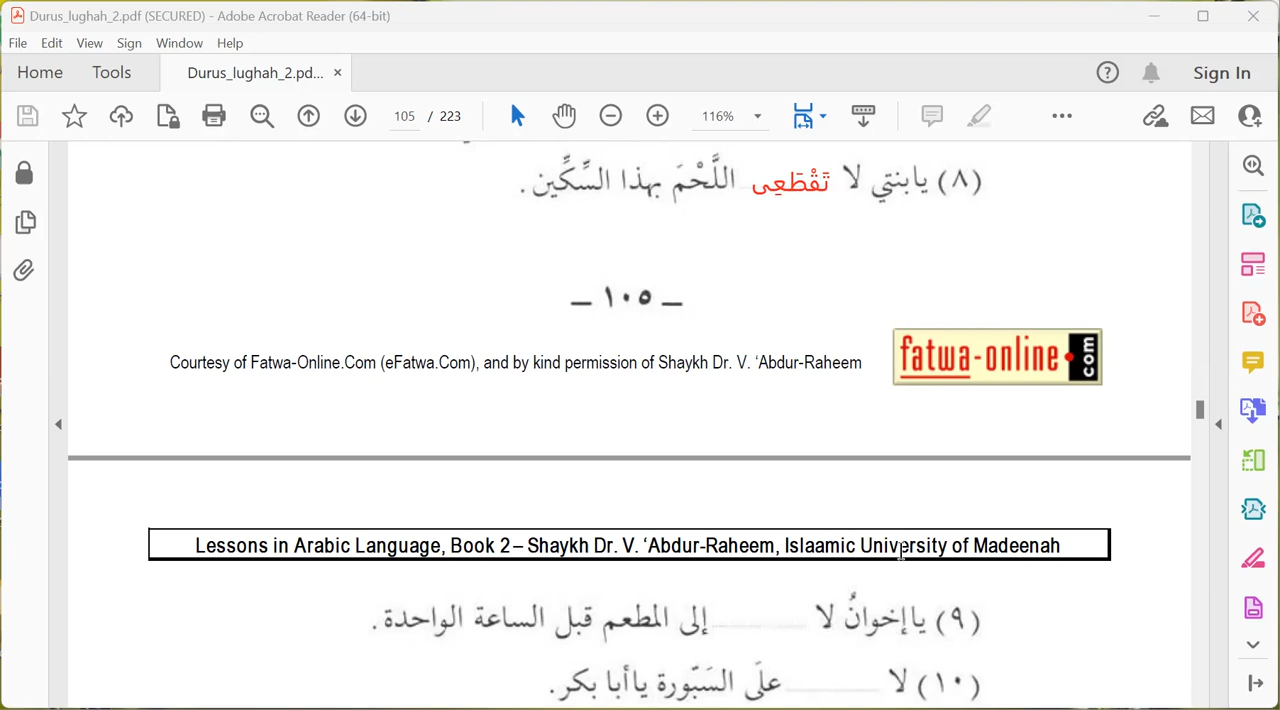 Durus_lughah_2.pdf (SECURED) - Adobe Acrobat Reader (64-bit)
File Edit View Sign Window Help
Home Tools Durus_lughah_2.pd... × Sign In
105 / 223 116%
(٨) يابنتي لا تَقْطَعِى اللَّحْمَ بهذا السِّكِّين .
– ١٠٥ –
Courtesy of Fatwa-Online.Com (eFatwa.Com), and by kind permission of Shaykh Dr. V. ‘Abdur-Raheem
fatwa-online.com
Lessons in Arabic Language, Book 2 – Shaykh Dr. V. ‘Abdur-Raheem, Islaamic University of Madeenah
(٩) ياإخوانُ لا ــــــــ إلى المطعم قبل الساعة الواحدة .
(١٠) لا ــــــــ علَى السَبّورة ياأبا بكر .